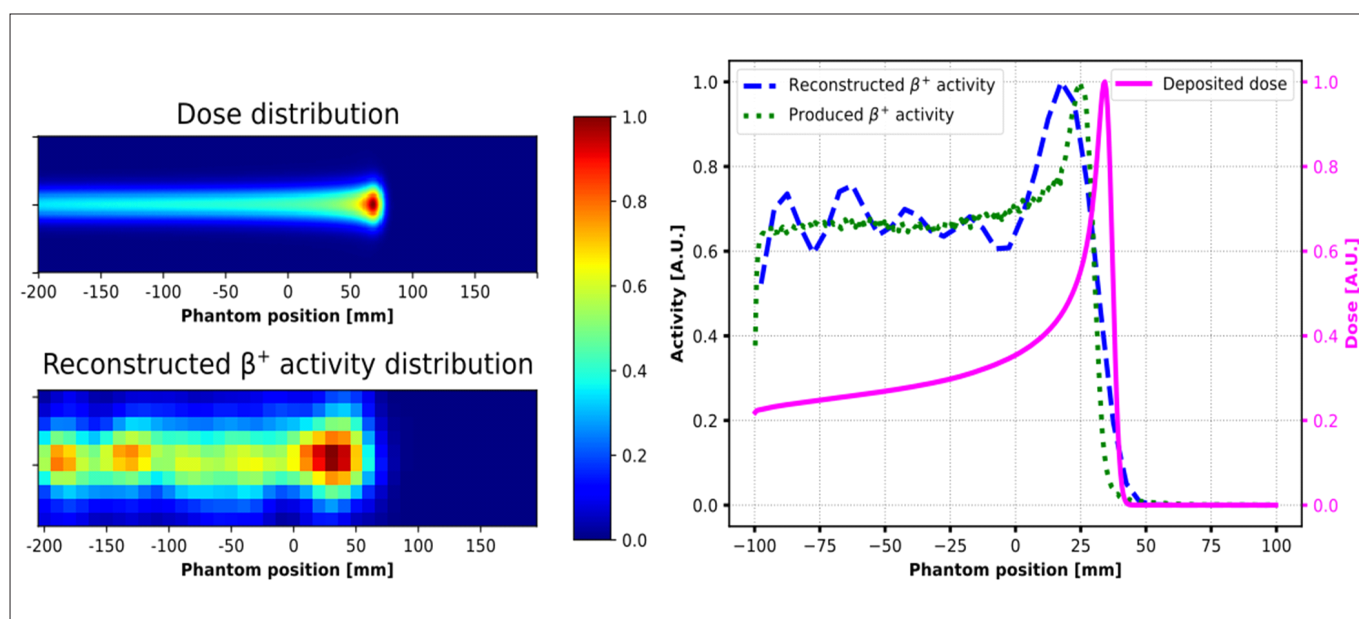 Dose distribution
-200 -150 -100 -50 0 50 100 150
Phantom position [mm]
Reconstructed β⁺ activity distribution
-200 -150 -100 -50 0 50 100 150
Phantom position [mm]
1.0
0.8
0.6
0.4
0.2
0.0
Reconstructed β⁺ activity
Produced β⁺ activity
Deposited dose
Activity [A.U.]
1.0
0.8
0.6
0.4
0.2
0.0
−100 −75 −50 −25 0 25 50 75 100
Phantom position [mm]
1.0
0.8
0.6
0.4
0.2
0.0
Dose [A.U.]